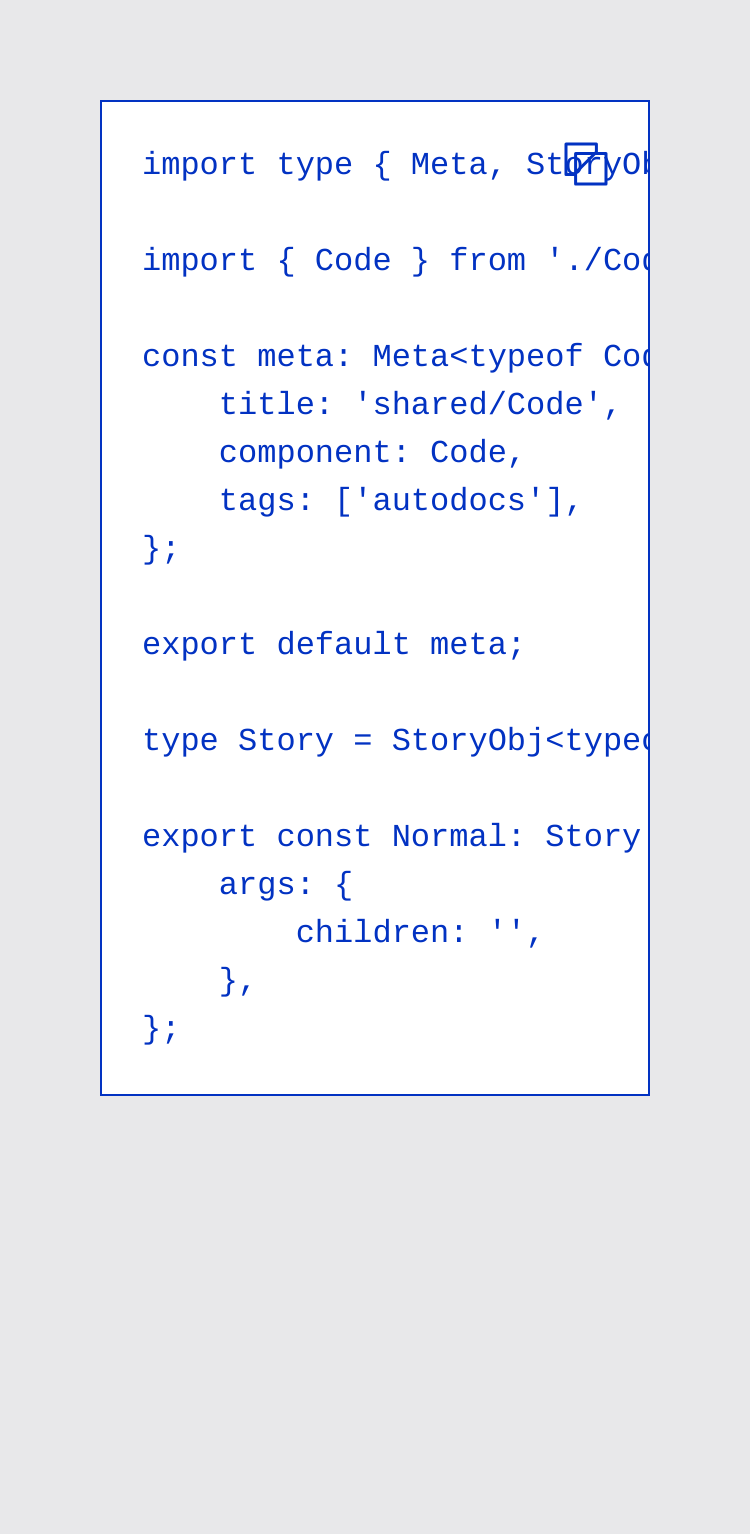 import type { Meta, StoryOb
import { Code } from './Cod
const meta: Meta<typeof Cod
    title: 'shared/Code',
    component: Code,
    tags: ['autodocs'],
};
export default meta;
type Story = StoryObj<typeo
export const Normal: Story
    args: {
        children: '',
    },
};